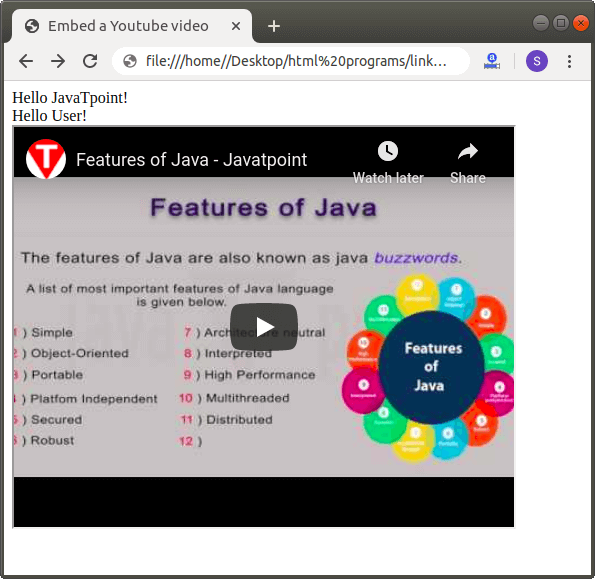 Embed a Youtube video
file:///home//Desktop/html%20programs/link…
S
Hello JavaTpoint!
Hello User!
T
Features of Java - Javatpoint
Watch later
Share
Features of Java
The features of Java are also known as java buzzwords.
A list of most important features of Java language
is given below.
1 ) Simple
2 ) Object-Oriented
3 ) Portable
4 ) Platfom Independent
5 ) Secured
6 ) Robust
7 ) Architecture neutral
8 ) Interpreted
9 ) High Performance
10 ) Multithreaded
11 ) Distributed
12 )
Features
of
Java